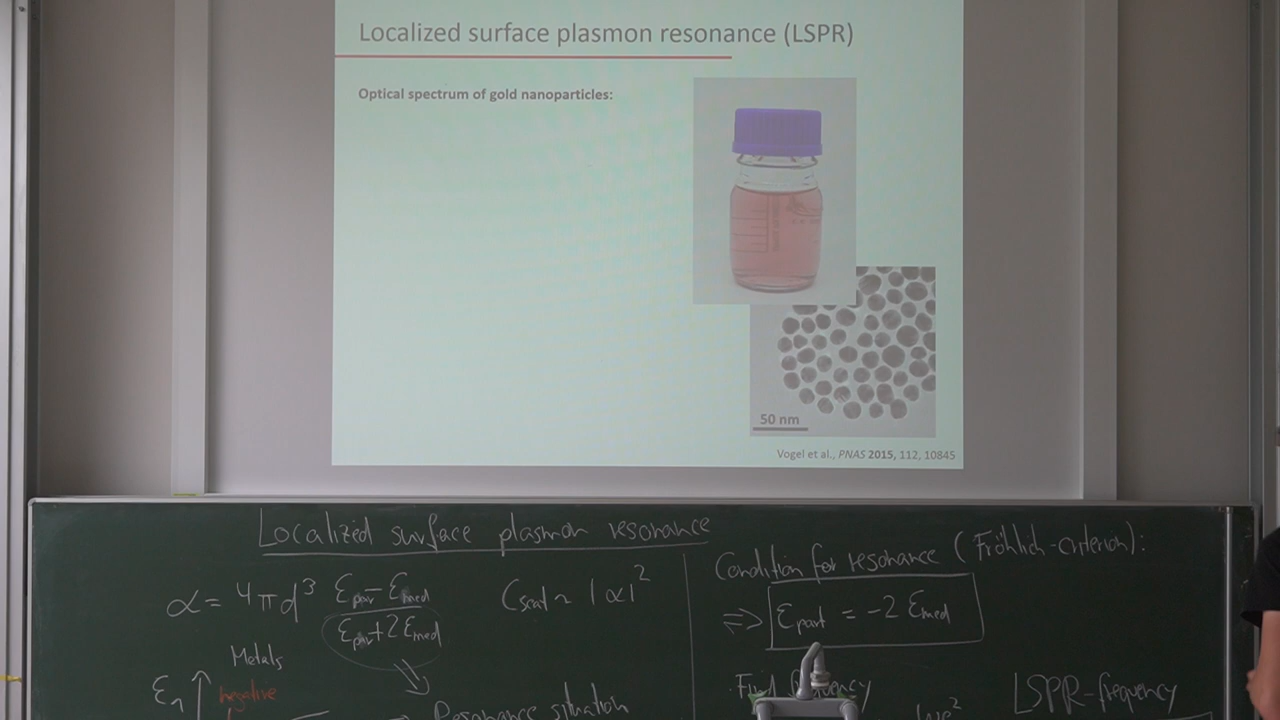 Localized surface plasmon resonance (LSPR)
Optical spectrum of gold nanoparticles:
50 nm
Vogel et al., PNAS 2015, 112, 10845
Localized surface plasmon resonance
α = 4πd³ (ε_part − ε_med) / (ε_part + 2ε_med)
C_scat ~ |α|²
Metals
ε₁ ↑ negative
Resonance situation
Condition for resonance (Fröhlich-criterion):
⇒ ε_part = −2 ε_med
frequency
LSPR-frequency